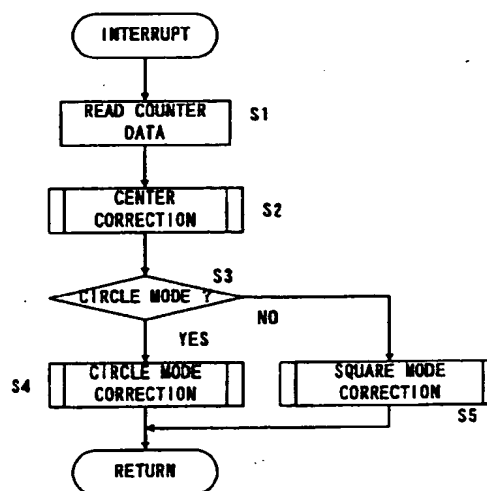 INTERRUPT
READ COUNTER
DATA
S1
CENTER
CORRECTION
S2
S3
CIRCLE MODE ?
NO
YES
S4
CIRCLE MODE
CORRECTION
SQUARE MODE
CORRECTION
S5
RETURN